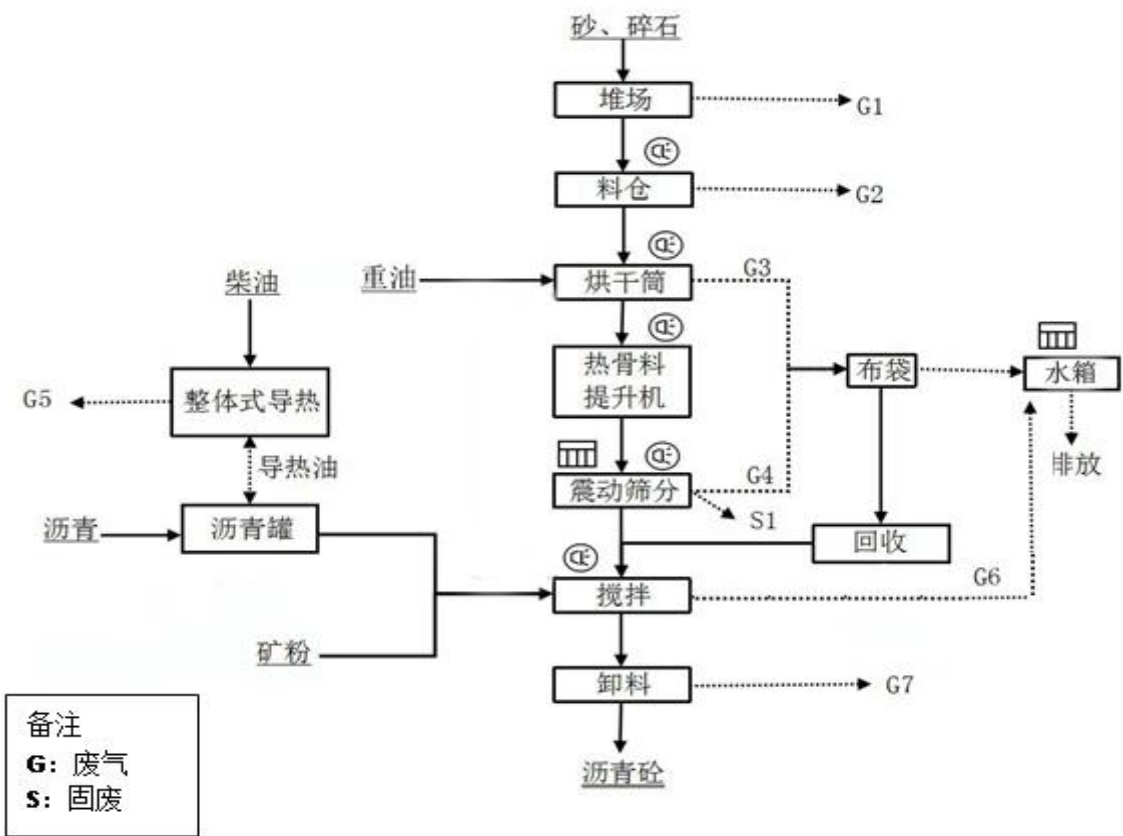 砂、碎石
堆场
G1
料仓
G2
重油
烘干筒
G3
柴油
热骨料
提升机
布袋
水箱
整体式导热
G5
导热油
震动筛分
G4
S1
排放
沥青
沥青罐
回收
搅拌
G6
矿粉
卸料
G7
沥青砼
备注
G: 废气
S: 固废